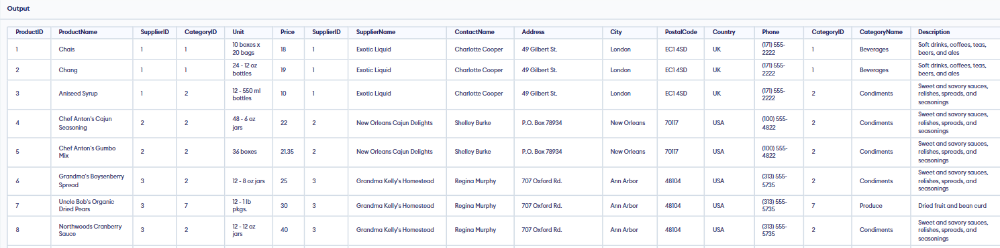 Output
ProductID ProductName SupplierID CategoryID Unit Price SupplierID SupplierName ContactName Address City PostalCode Country Phone CategoryID CategoryName Description
1 Chais 1 1 10 boxes x 20 bags 18 1 Exotic Liquid Charlotte Cooper 49 Gilbert St. London EC1 4SD UK (171) 555-2222 1 Beverages Soft drinks, coffees, teas, beers, and ales
2 Chang 1 1 24 - 12 oz bottles 19 1 Exotic Liquid Charlotte Cooper 49 Gilbert St. London EC1 4SD UK (171) 555-2222 1 Beverages Soft drinks, coffees, teas, beers, and ales
3 Aniseed Syrup 1 2 12 - 550 ml bottles 10 1 Exotic Liquid Charlotte Cooper 49 Gilbert St. London EC1 4SD UK (171) 555-2222 2 Condiments Sweet and savory sauces, relishes, spreads, and seasonings
4 Chef Anton's Cajun Seasoning 2 2 48 - 6 oz jars 22 2 New Orleans Cajun Delights Shelley Burke P.O. Box 78934 New Orleans 70117 USA (100) 555-4822 2 Condiments Sweet and savory sauces, relishes, spreads, and seasonings
5 Chef Anton's Gumbo Mix 2 2 36 boxes 21.35 2 New Orleans Cajun Delights Shelley Burke P.O. Box 78934 New Orleans 70117 USA (100) 555-4822 2 Condiments Sweet and savory sauces, relishes, spreads, and seasonings
6 Grandma's Boysenberry Spread 3 2 12 - 8 oz jars 25 3 Grandma Kelly's Homestead Regina Murphy 707 Oxford Rd. Ann Arbor 48104 USA (313) 555-5735 2 Condiments Sweet and savory sauces, relishes, spreads, and seasonings
7 Uncle Bob's Organic Dried Pears 3 7 12 - 1 lb pkgs. 30 3 Grandma Kelly's Homestead Regina Murphy 707 Oxford Rd. Ann Arbor 48104 USA (313) 555-5735 7 Produce Dried fruit and bean curd
8 Northwoods Cranberry Sauce 3 2 12 - 12 oz jars 40 3 Grandma Kelly's Homestead Regina Murphy 707 Oxford Rd. Ann Arbor 48104 USA (313) 555-5735 2 Condiments Sweet and savory sauces, relishes, spreads, and seasonings